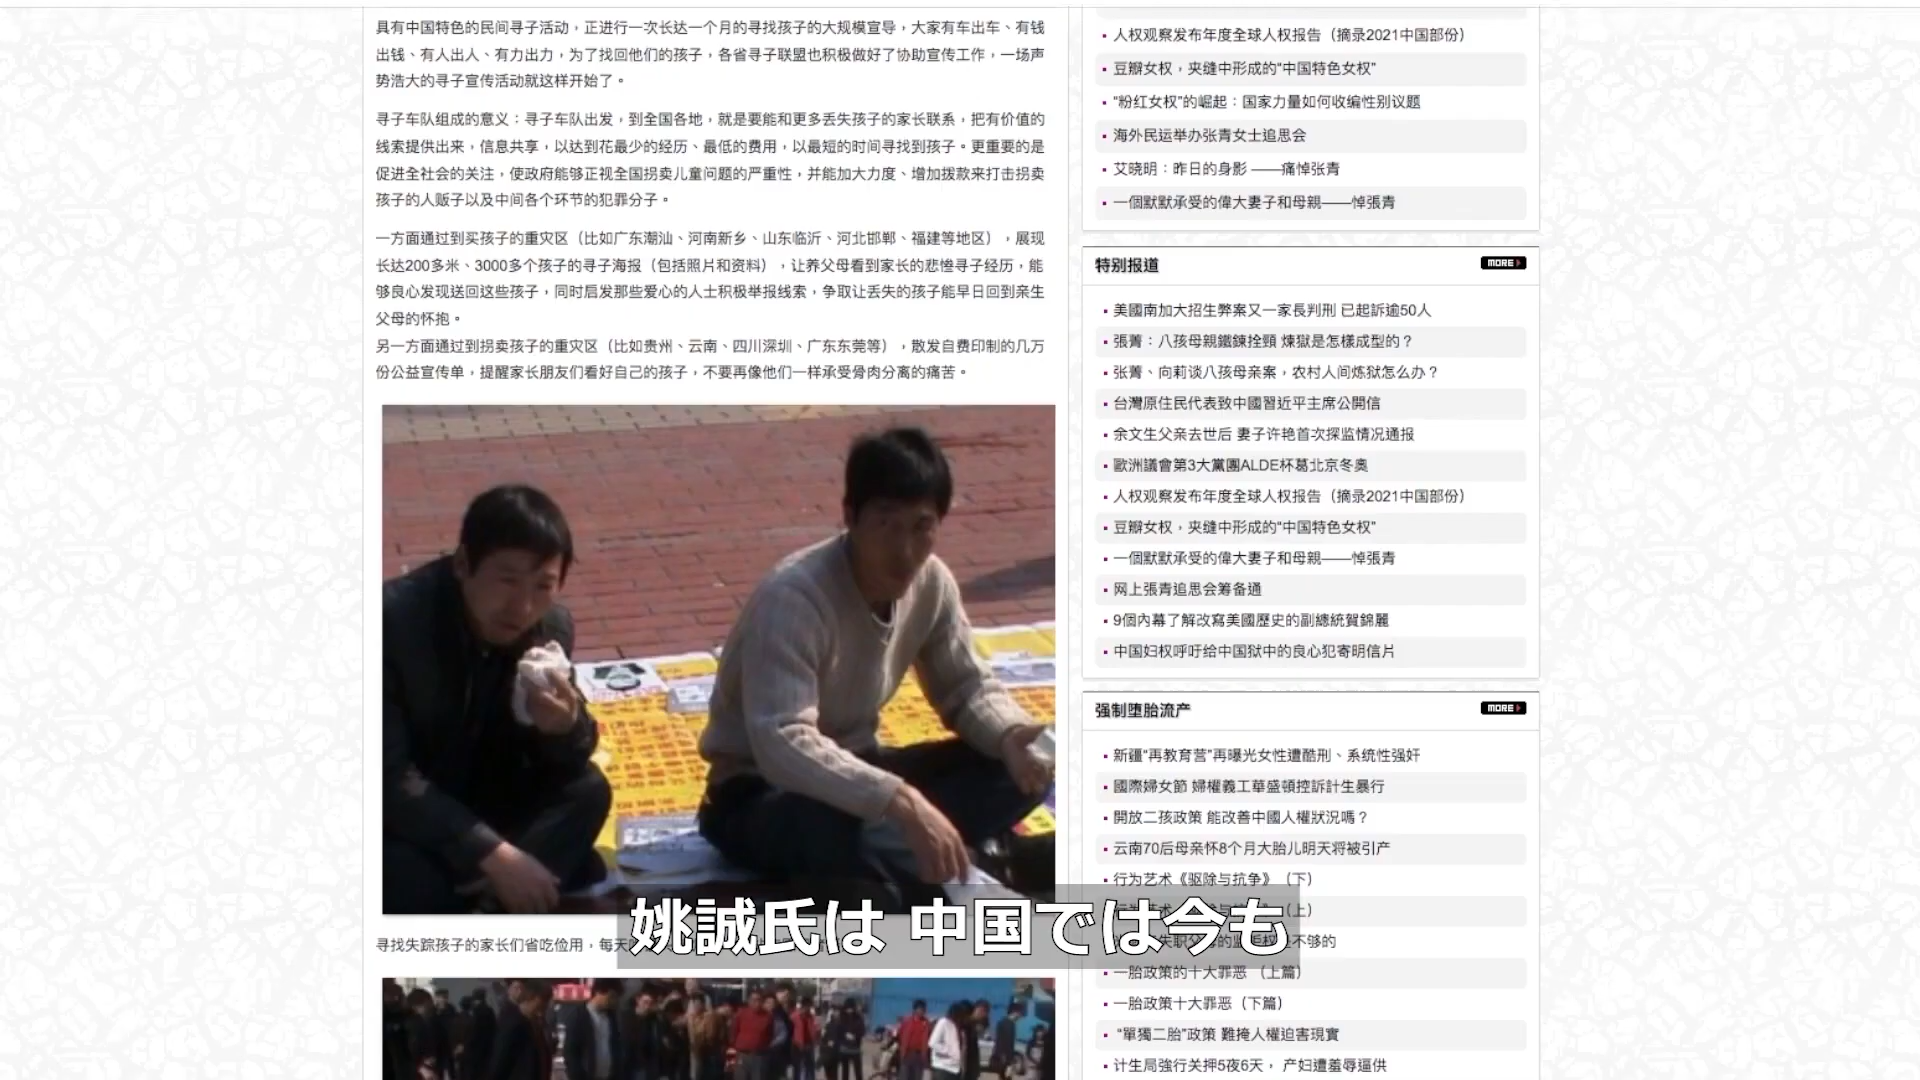 具有中国特色的民间寻子活动，正进行一次长达一个月的寻找孩子的大规模宣导，大家有车出车、有钱
出钱、有人出人、有力出力，为了找回他们的孩子，各省寻子联盟也积极做好了协助宣传工作，一场声
势浩大的寻子宣传活动就这样开始了。
寻子车队组成的意义：寻子车队出发，到全国各地，就是要能和更多丢失孩子的家长联系，把有价值的
线索提供出来，信息共享，以达到花最少的经历、最低的费用，以最短的时间寻找到孩子。更重要的是
促进全社会的关注，使政府能够正视全国拐卖儿童问题的严重性，并能加大力度、增加拨款来打击拐卖
孩子的人贩子以及中间各个环节的犯罪分子。
一方面通过到买孩子的重灾区（比如广东潮汕、河南新乡、山东临沂、河北邯郸、福建等地区），展现
长达200多米、3000多个孩子的寻子海报（包括照片和资料），让养父母看到家长的悲惨寻子经历，能
够良心发现送回这些孩子，同时启发那些爱心的人士积极举报线索，争取让丢失的孩子能早日回到亲生
父母的怀抱。
另一方面通过到拐卖孩子的重灾区（比如贵州、云南、四川深圳、广东东莞等），散发自费印制的几万
份公益宣传单，提醒家长朋友们看好自己的孩子，不要再像他们一样承受骨肉分离的痛苦。
寻找失踪孩子的家长们省吃俭用，每天
人权观察发布年度全球人权报告（摘录2021中国部份）
豆瓣女权，夹缝中形成的“中国特色女权”
“粉红女权”的崛起：国家力量如何收编性别议题
海外民运举办张青女士追思会
艾晓明：昨日的身影 ——痛悼张青
一個默默承受的偉大妻子和母親——悼張青
特别报道
MORE
美國南加大招生弊案又一家長判刑 已起訴逾50人
張菁：八孩母親鐵鍊拴頸 煉獄是怎樣成型的？
张菁、向莉谈八孩母亲案，农村人间炼狱怎么办？
台灣原住民代表致中國習近平主席公開信
余文生父亲去世后 妻子许艳首次探监情况通报
歐洲議會第3大黨團ALDE杯葛北京冬奧
人权观察发布年度全球人权报告（摘录2021中国部份）
豆瓣女权，夹缝中形成的“中国特色女权”
一個默默承受的偉大妻子和母親——悼張青
网上張青追思会筹备通
9個內幕了解改寫美國歷史的副總統賀錦麗
中国妇权呼吁给中国狱中的良心犯寄明信片
强制堕胎流产
MORE
新疆“再教育营”再曝光女性遭酷刑、系统性强奸
國際婦女節 婦權義工華盛頓控訴計生暴行
開放二孩政策 能改善中國人權狀況嗎？
云南70后母亲怀8个月大胎儿明天将被引产
行为艺术《驱除与抗争》（下）
（上）
不够的
一胎政策的十大罪恶 （上篇）
一胎政策十大罪恶（下篇）
“單獨二胎”政策 難掩人權迫害現實
计生局強行关押5夜6天， 产妇遭羞辱逼供
姚誠氏は 中国では今も